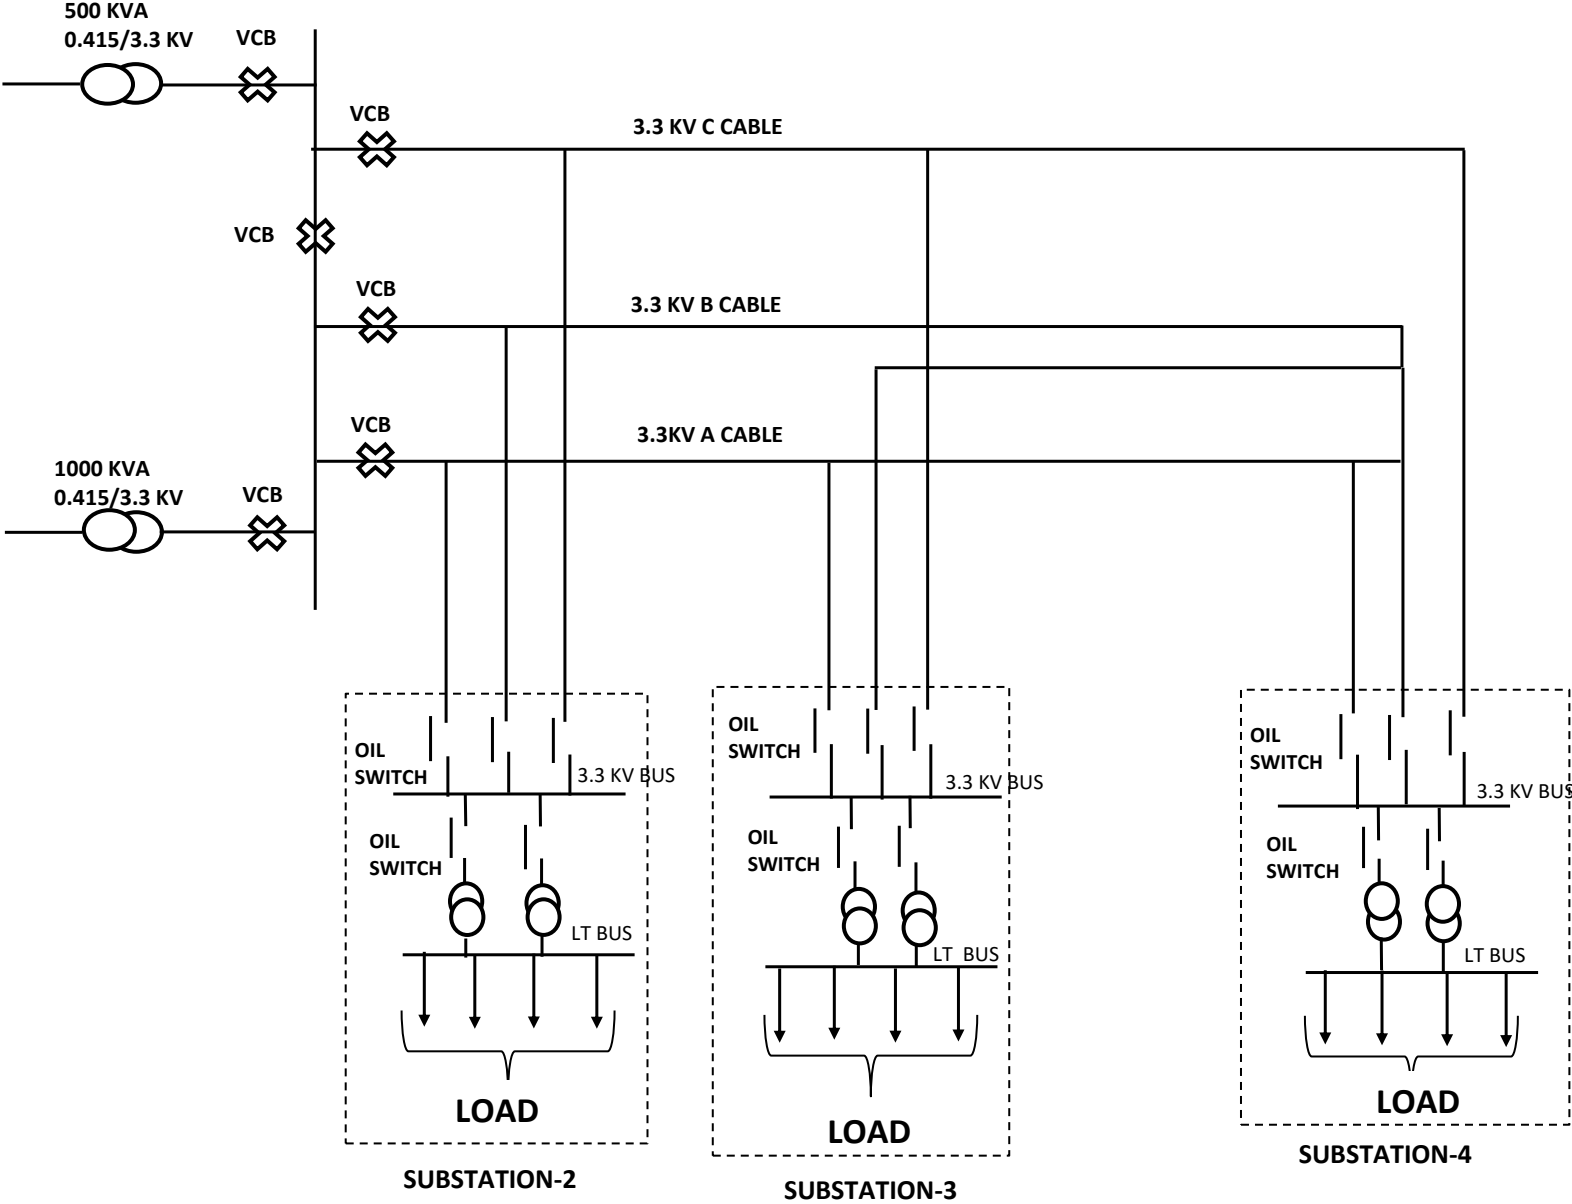 500 KVA
0.415/3.3 KV
VCB
VCB
3.3 KV C CABLE
VCB
VCB
3.3 KV B CABLE
VCB
3.3KV A CABLE
1000 KVA
0.415/3.3 KV
VCB
OIL
SWITCH
3.3 KV BUS
OIL
SWITCH
LT BUS
LOAD
SUBSTATION-2
OIL
SWITCH
3.3 KV BUS
OIL
SWITCH
LT BUS
LOAD
SUBSTATION-3
OIL
SWITCH
3.3 KV BUS
OIL
SWITCH
LT BUS
LOAD
SUBSTATION-4